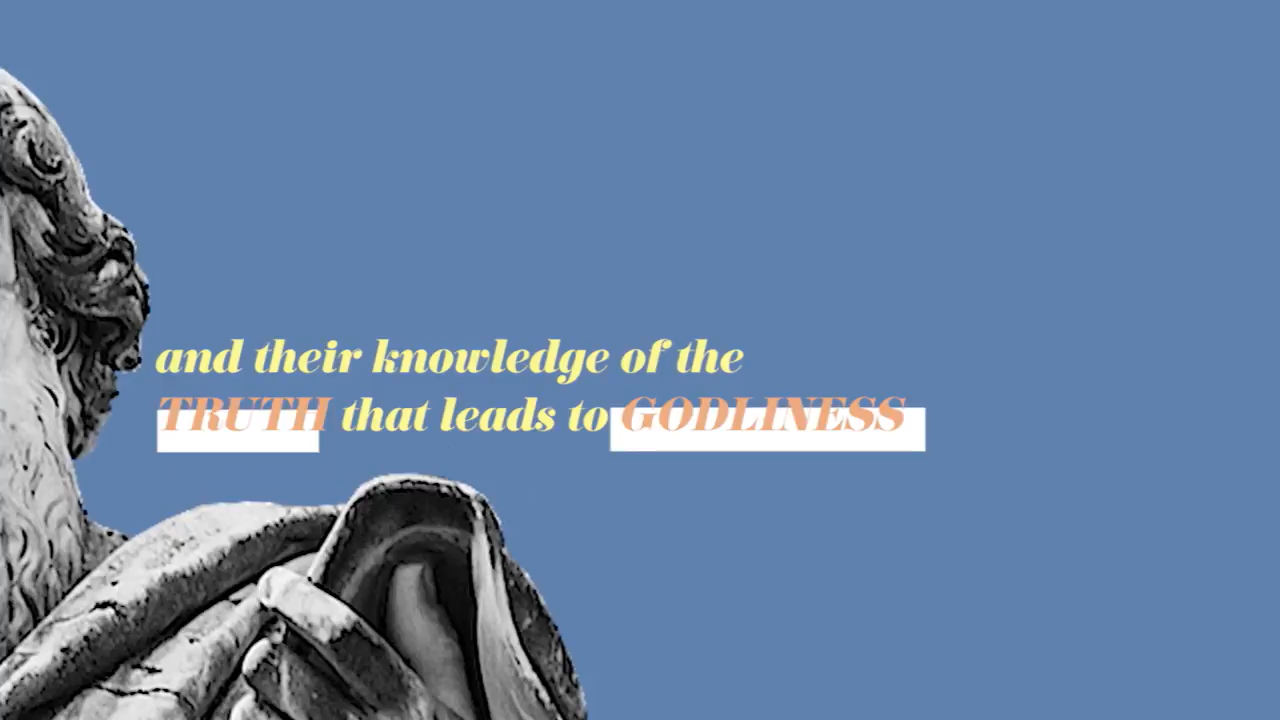 and their knowledge of the
TRUTH that leads to GODLINESS